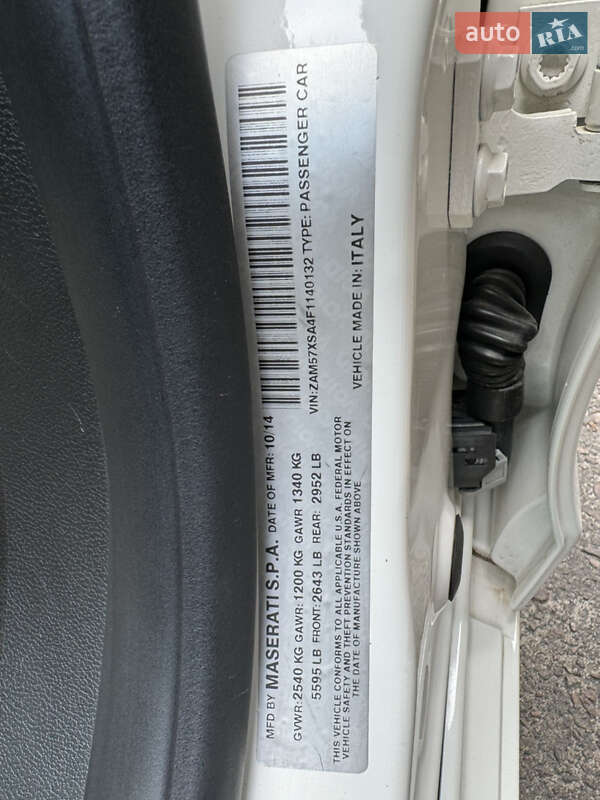 auto RIA.com
MFD BY MASERATI S.P.A. DATE OF MFR: 10/14
GVWR: 2540 KG GAWR: 1200 KG GAWR 1340 KG
5595 LB FRONT: 2643 LB REAR: 2952 LB
VIN:ZAM57XSA4F1140132 TYPE: PASSENGER CAR
THIS VEHICLE CONFORMS TO ALL APPLICABLE U.S.A. FEDERAL MOTOR
VEHICLE SAFETY AND THEFT PREVENTION STANDARDS IN EFFECT ON
THE DATE OF MANUFACTURE SHOWN ABOVE
VEHICLE MADE IN: ITALY